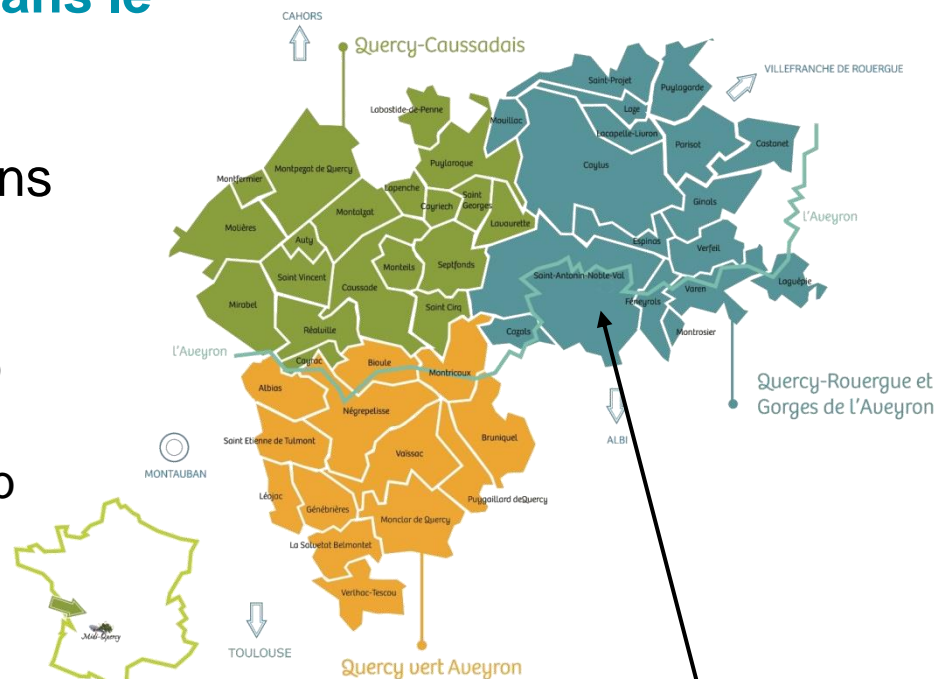 ans le
CAHORS
Quercy-Caussadais
VILLEFRANCHE DE ROUERGUE
Saint-Projet
Puylagarde
Labastide-de-Penne
Loze
Mouillac
Lacapelle-Livron
Parisot
Castanet
ns
Montpezat de Quercy
Puylaroque
Caylus
Montfermier
Lapenche
Cayriech
Saint
Georges
Ginals
Montalzat
Lavaurette
l'Aveyron
Molières
Auty
Espinas
Verfeil
Monteils
Septfonds
Saint Vincent
Caussade
Saint-Antonin-Noble-Val
Varen
Laguépie
Mirabel
Saint Cirq
Féneyrols
Réalville
Cazals
Montrosier
l'Aveyron
Cayrac
Bioule
Montricoux
Albias
Quercy-Rouergue et
Gorges de l'Aveyron
Négrepelisse
ALBI
Saint Etienne de Tulmont
Vaïssac
Bruniquel
MONTAUBAN
Léojac
Génébrières
Puygaillard deQuercy
Monclar de Quercy
La Salvetat Belmontet
Verlhac-Tescou
Midi-Quercy
TOULOUSE
Quercy vert Aveyron